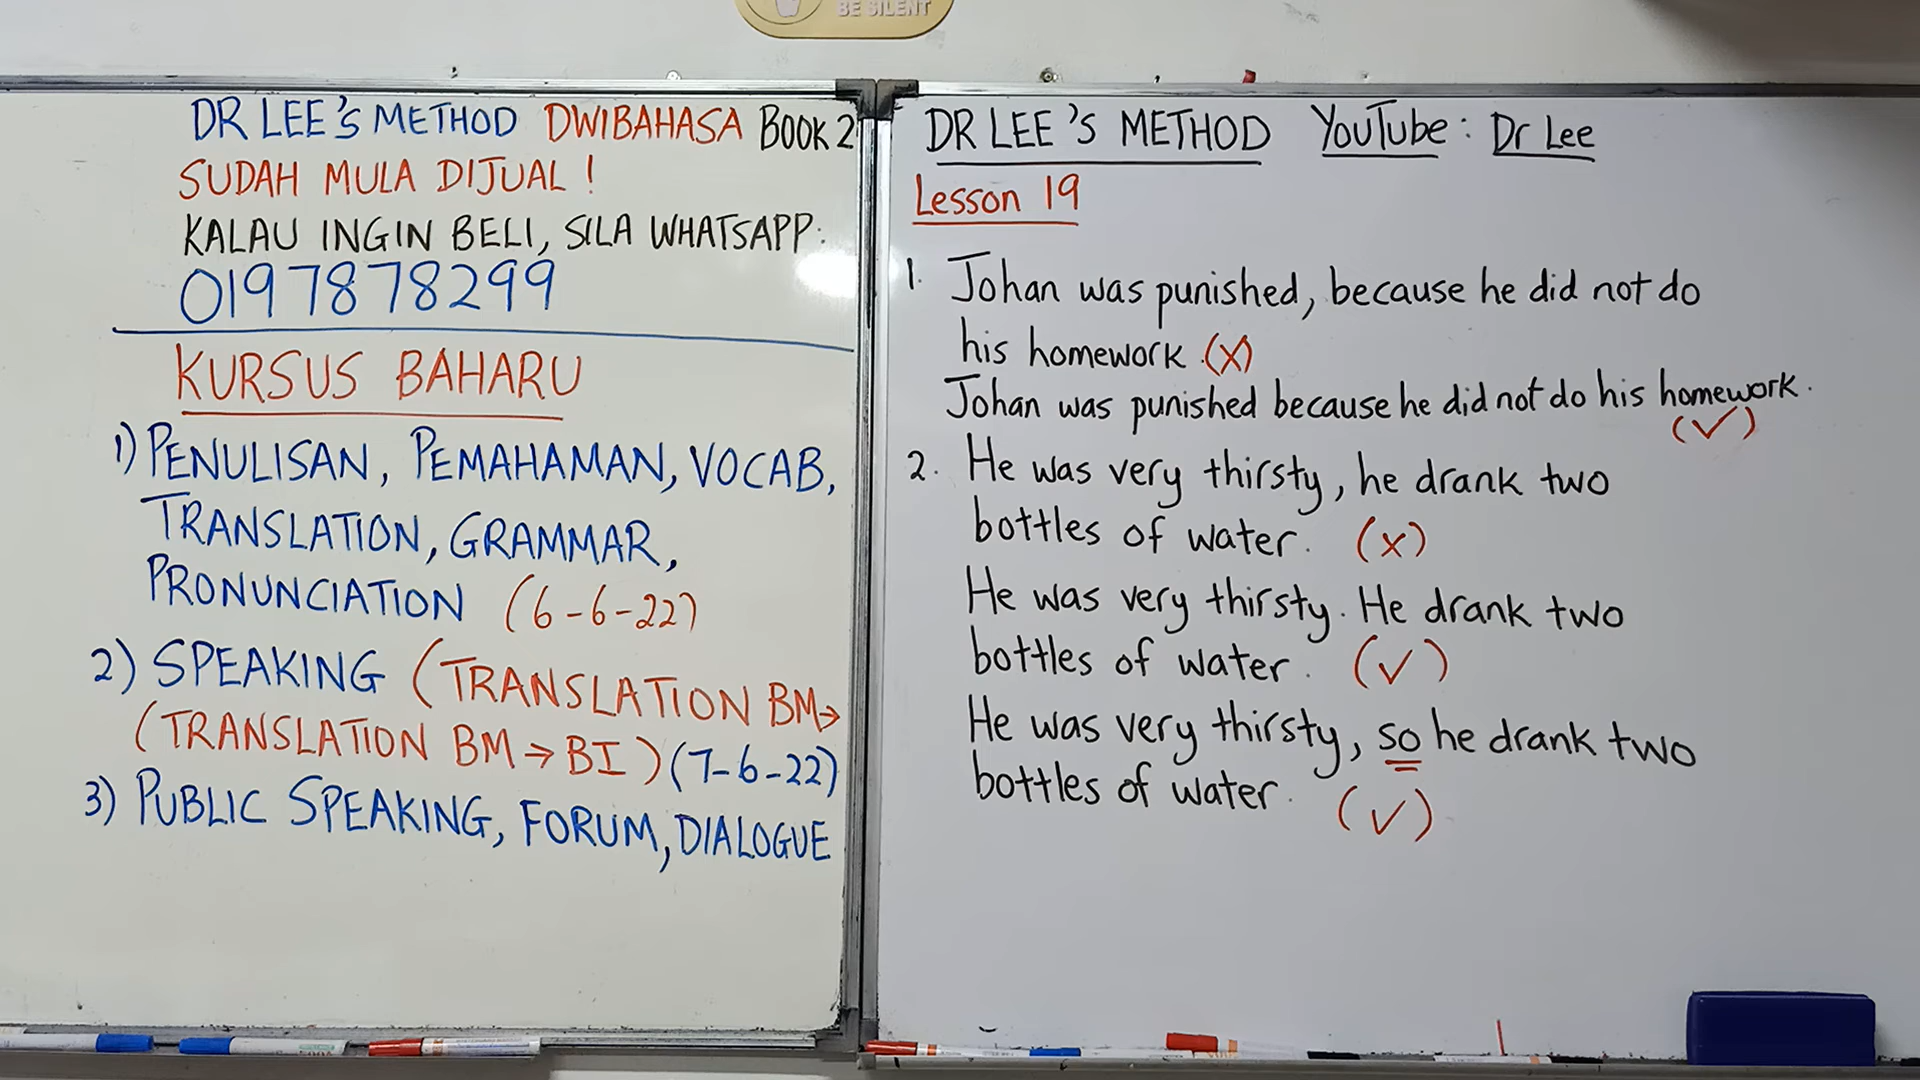 BE SILENT
DR LEE'S METHOD DWIBAHASA BOOK 2
SUDAH MULA DIJUAL!
KALAU INGIN BELI, SILA WHATSAPP:
0197878299
KURSUS BAHARU
1) PENULISAN, PEMAHAMAN, VOCAB,
TRANSLATION, GRAMMAR,
PRONUNCIATION (6-6-22)
2) SPEAKING (TRANSLATION BM→
(TRANSLATION BM→BI) (7-6-22)
3) PUBLIC SPEAKING, FORUM, DIALOGUE
DR LEE'S METHOD YouTube: Dr Lee
Lesson 19
1. Johan was punished, because he did not do
his homework. (x)
Johan was punished because he did not do his homework.
(✓)
2. He was very thirsty, he drank two
bottles of water. (x)
He was very thirsty. He drank two
bottles of water. (✓)
He was very thirsty, so he drank two
bottles of water. (✓)